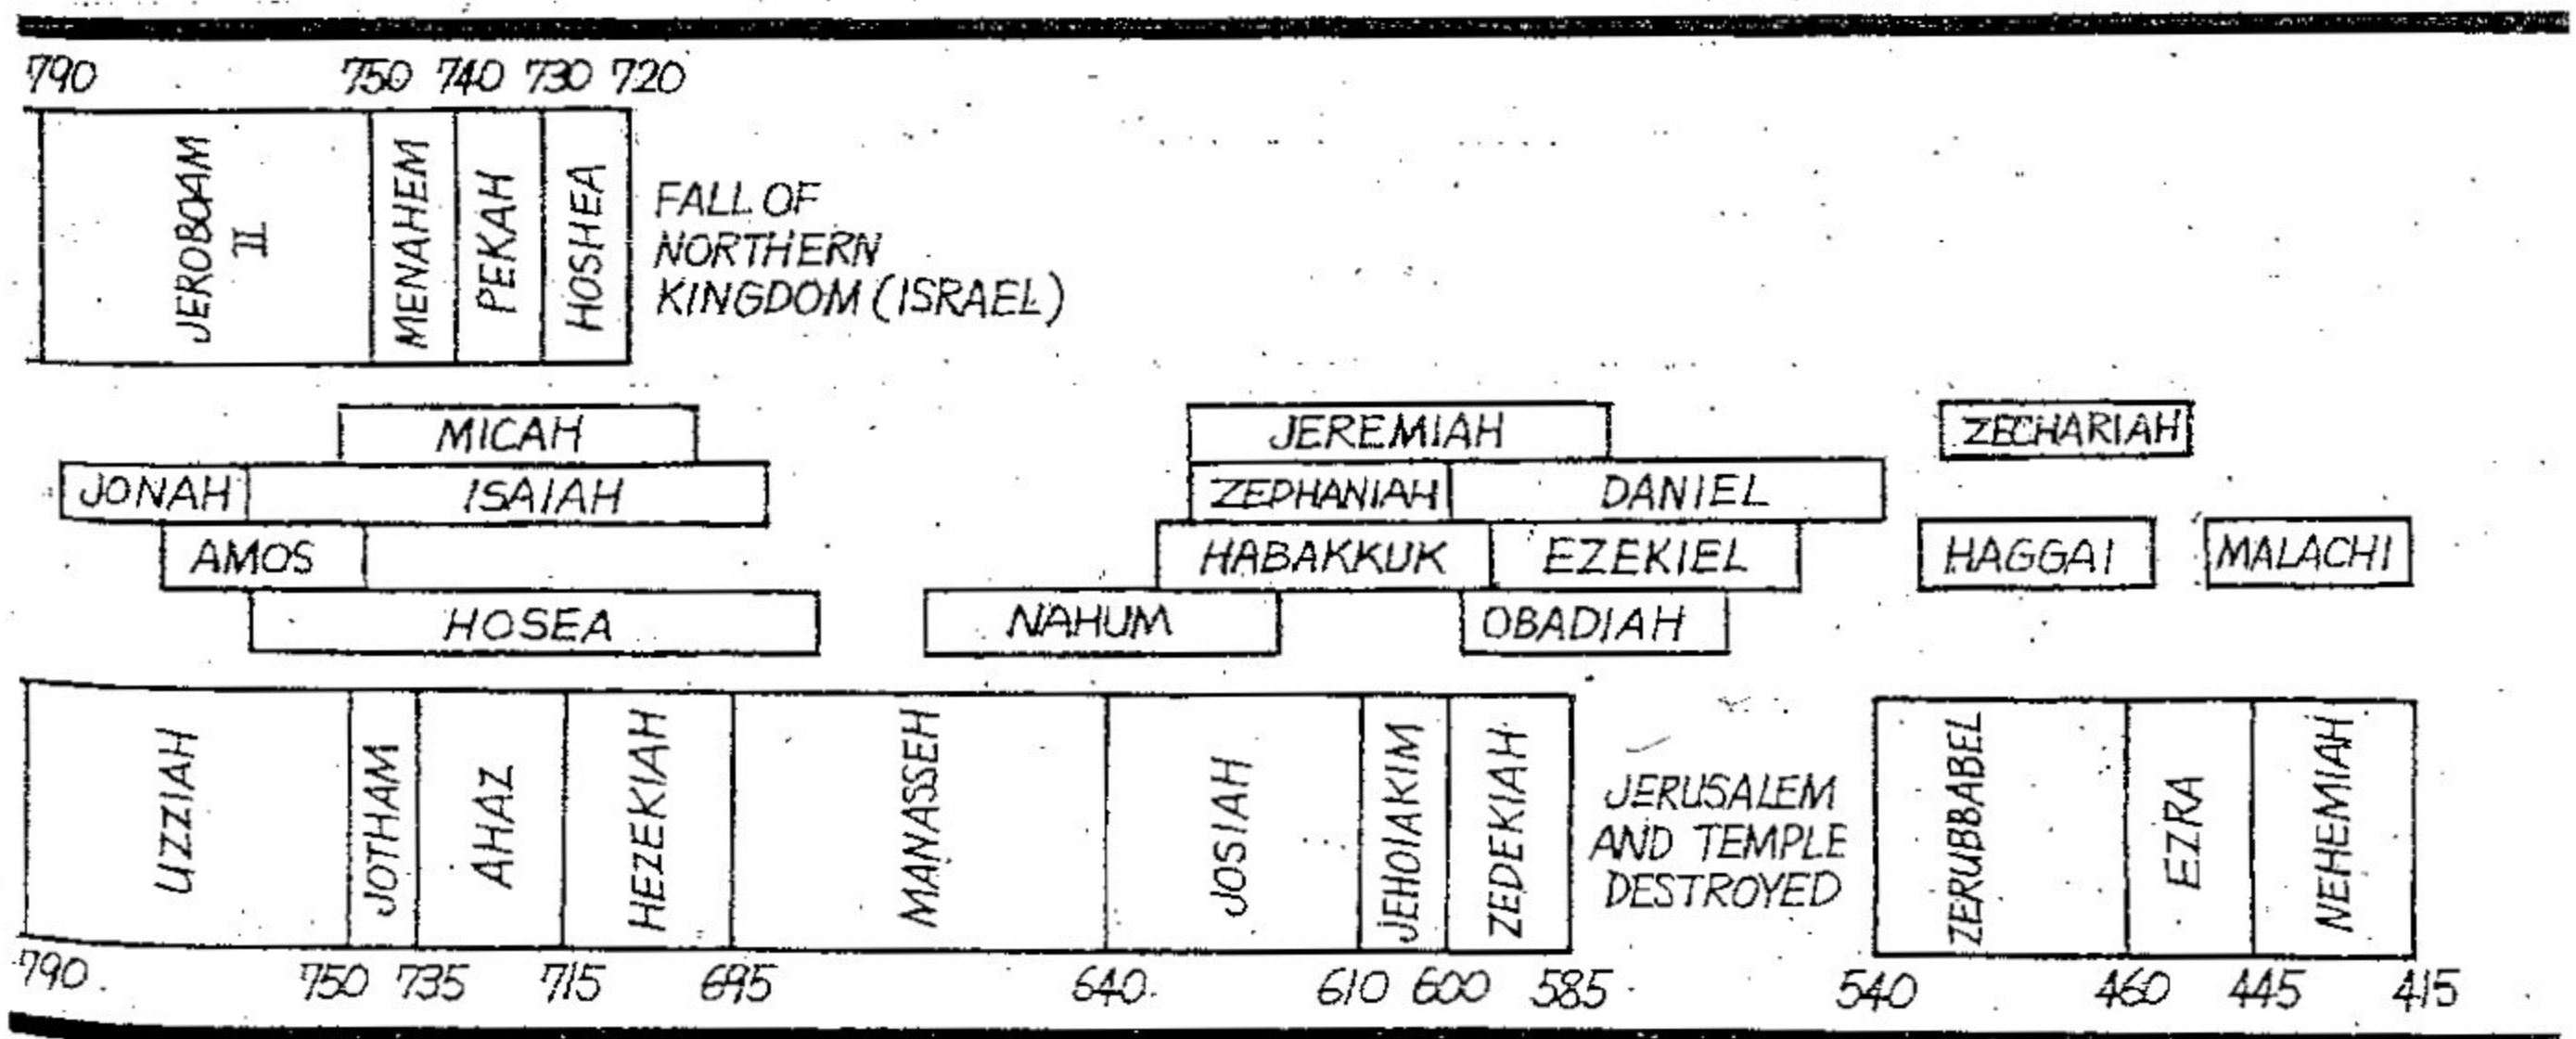 790 750 740 730 720
JEROBOAM II
MENAHEM
PEKAH
HOSHEA
FALL OF
NORTHERN
KINGDOM (ISRAEL)
MICAH JEREMIAH ZECHARIAH
JONAH ISAIAH ZEPHANIAH DANIEL
AMOS HABAKKUK EZEKIEL HAGGAI MALACHI
HOSEA NAHUM OBADIAH
UZZIAH
JOTHAM
AHAZ
HEZEKIAH
MANASSEH
JOSIAH
JEHOIAKIM
ZEDEKIAH
JERUSALEM
AND TEMPLE
DESTROYED
ZERUBBABEL
EZRA
NEHEMIAH
790 750 735 715 695 640 610 600 585 540 460 445 415